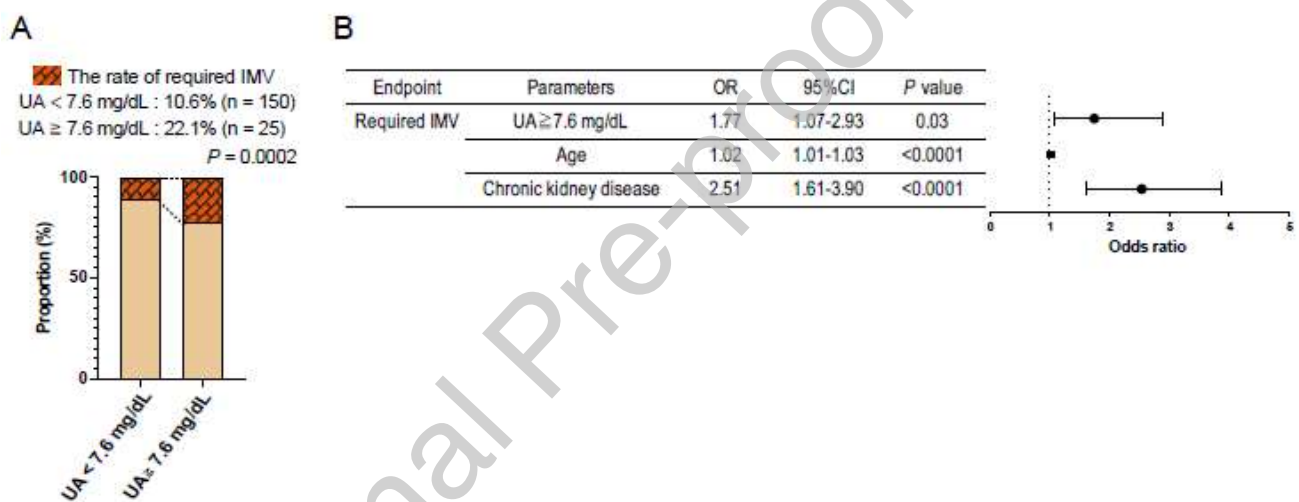 A
The rate of required IMV
UA < 7.6 mg/dL : 10.6% (n = 150)
UA ≥ 7.6 mg/dL : 22.1% (n = 25)
P = 0.0002
100
50
0
Proportion (%)
UA < 7.6 mg/dL
UA ≥ 7.6 mg/dL
B
Endpoint Parameters OR 95%CI P value
Required IMV UA≧7.6 mg/dL 1.77 1.07-2.93 0.03
Age 1.02 1.01-1.03 <0.0001
Chronic kidney disease 2.51 1.61-3.90 <0.0001
0 1 2 3 4 5
Odds ratio
nal Pre-proo